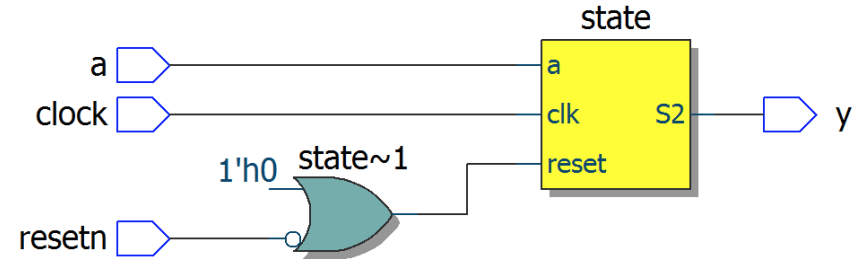 state
a
a
clock
clk
S2
y
1'h0
state~1
reset
resetn